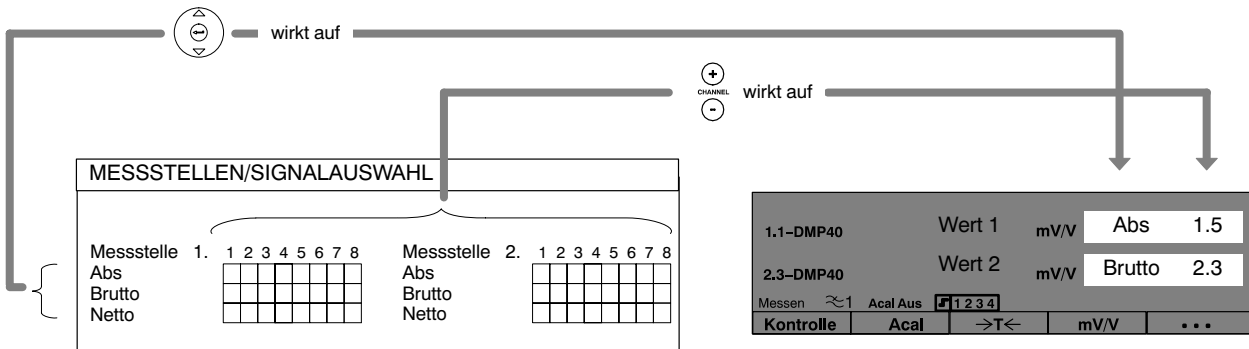 wirkt auf
+
CHANNEL
-
wirkt auf
MESSSTELLEN/SIGNALAUSWAHL
Messstelle 1. 1 2 3 4 5 6 7 8
Abs
Brutto
Netto
Messstelle 2. 1 2 3 4 5 6 7 8
Abs
Brutto
Netto
1.1–DMP40 Wert 1 mV/V Abs 1.5
2.3–DMP40 Wert 2 mV/V Brutto 2.3
Messen ≂1 Acal Aus 1 2 3 4
Kontrolle Acal →T← mV/V •••